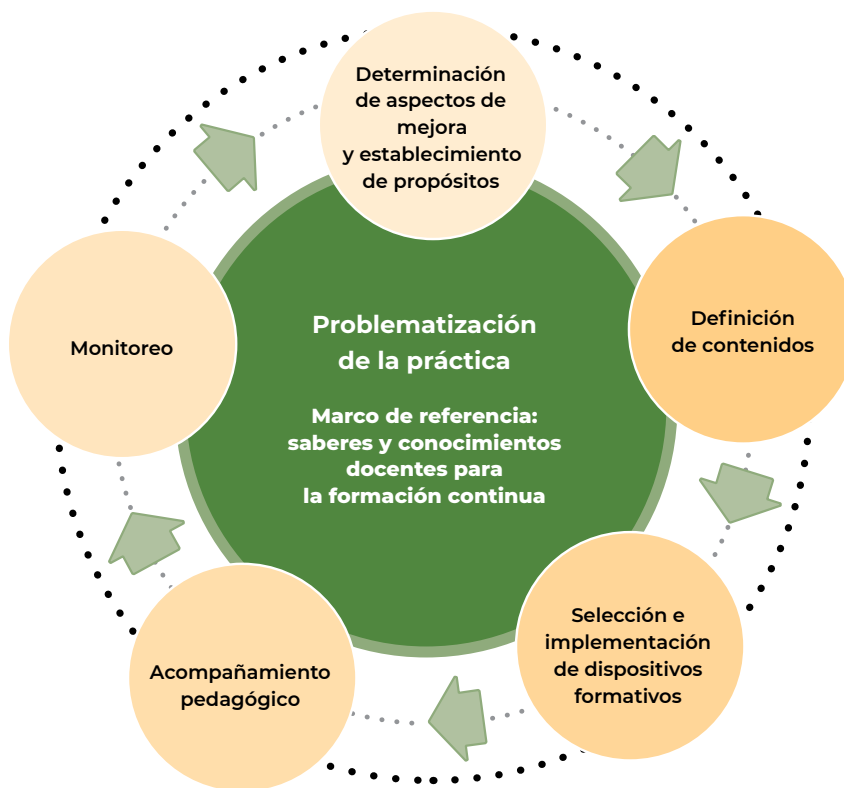 Determinación
de aspectos de
mejora
y establecimiento
de propósitos
Definición
de contenidos
Selección e
implementación
de dispositivos
formativos
Acompañamiento
pedagógico
Monitoreo
Problematización
de la práctica
Marco de referencia:
saberes y conocimientos
docentes para
la formación continua